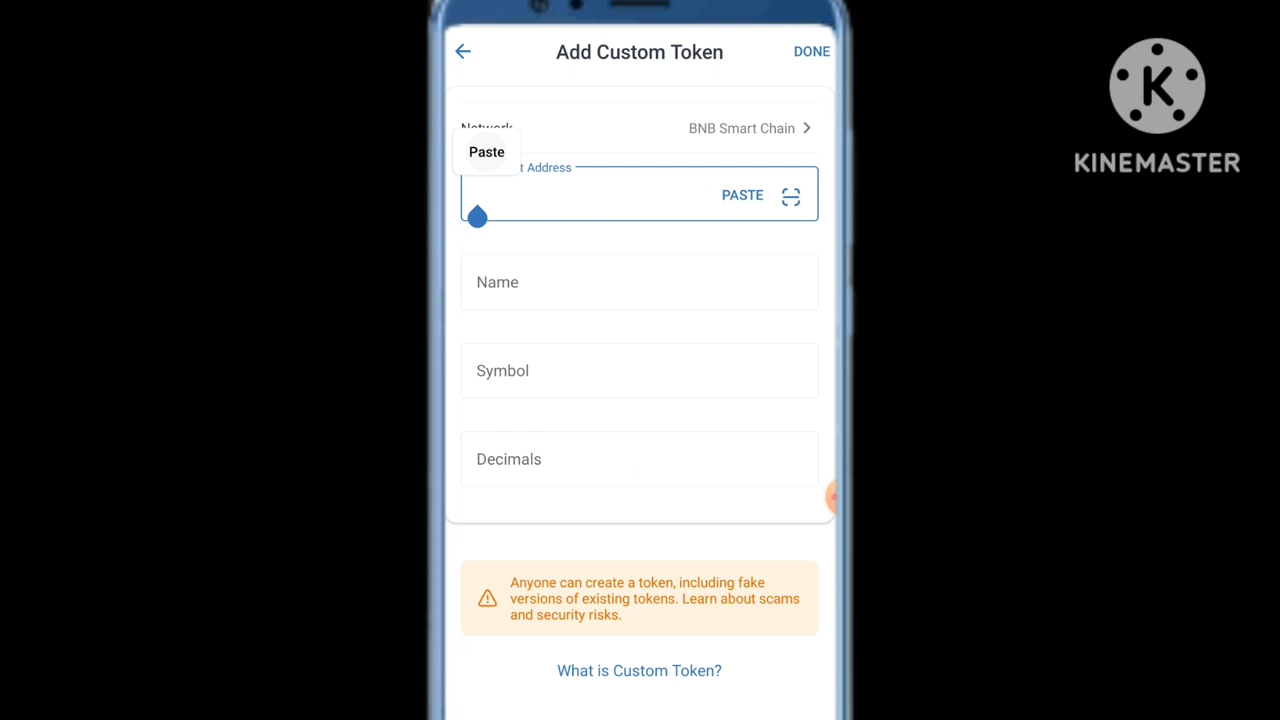 Add Custom Token
DONE
BNB Smart Chain
Paste
t Address
PASTE
Name
Symbol
Decimals
Anyone can create a token, including fake
versions of existing tokens. Learn about scams
and security risks.
What is Custom Token?
K
KINEMASTER